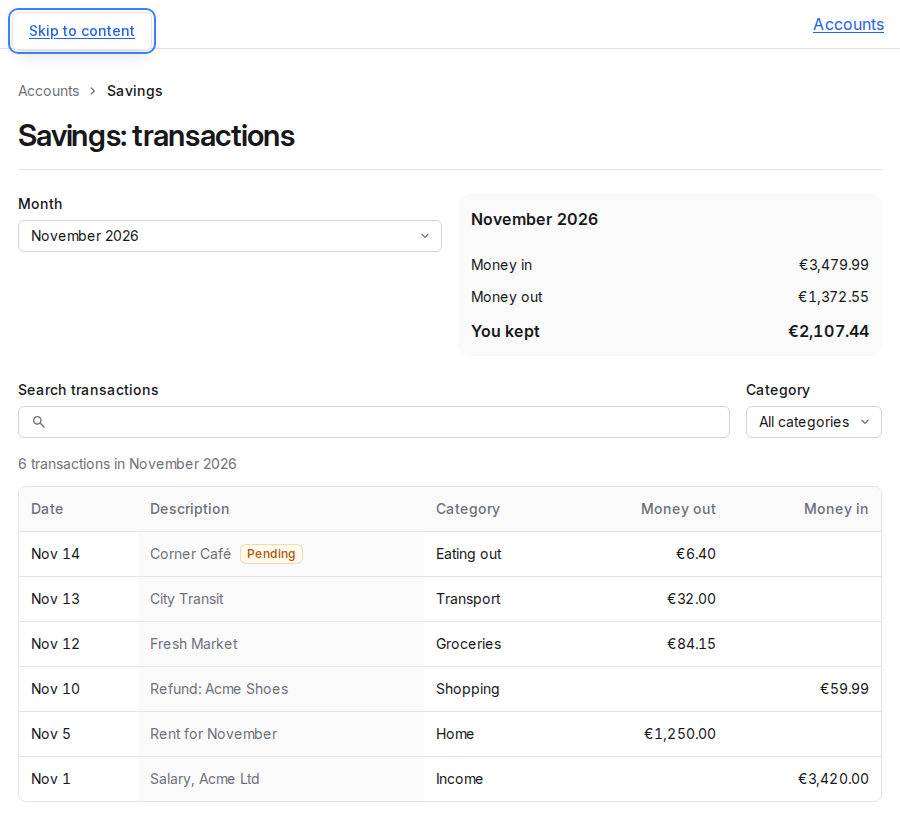 Skip to content
Accounts
Accounts > Savings
Savings: transactions
Month
November 2026
November 2026
Money in €3,479.99
Money out €1,372.55
You kept €2,107.44
Search transactions
Category
All categories
6 transactions in November 2026
Date Description Category Money out Money in
Nov 14 Corner Café Pending Eating out €6.40
Nov 13 City Transit Transport €32.00
Nov 12 Fresh Market Groceries €84.15
Nov 10 Refund: Acme Shoes Shopping €59.99
Nov 5 Rent for November Home €1,250.00
Nov 1 Salary, Acme Ltd Income €3,420.00